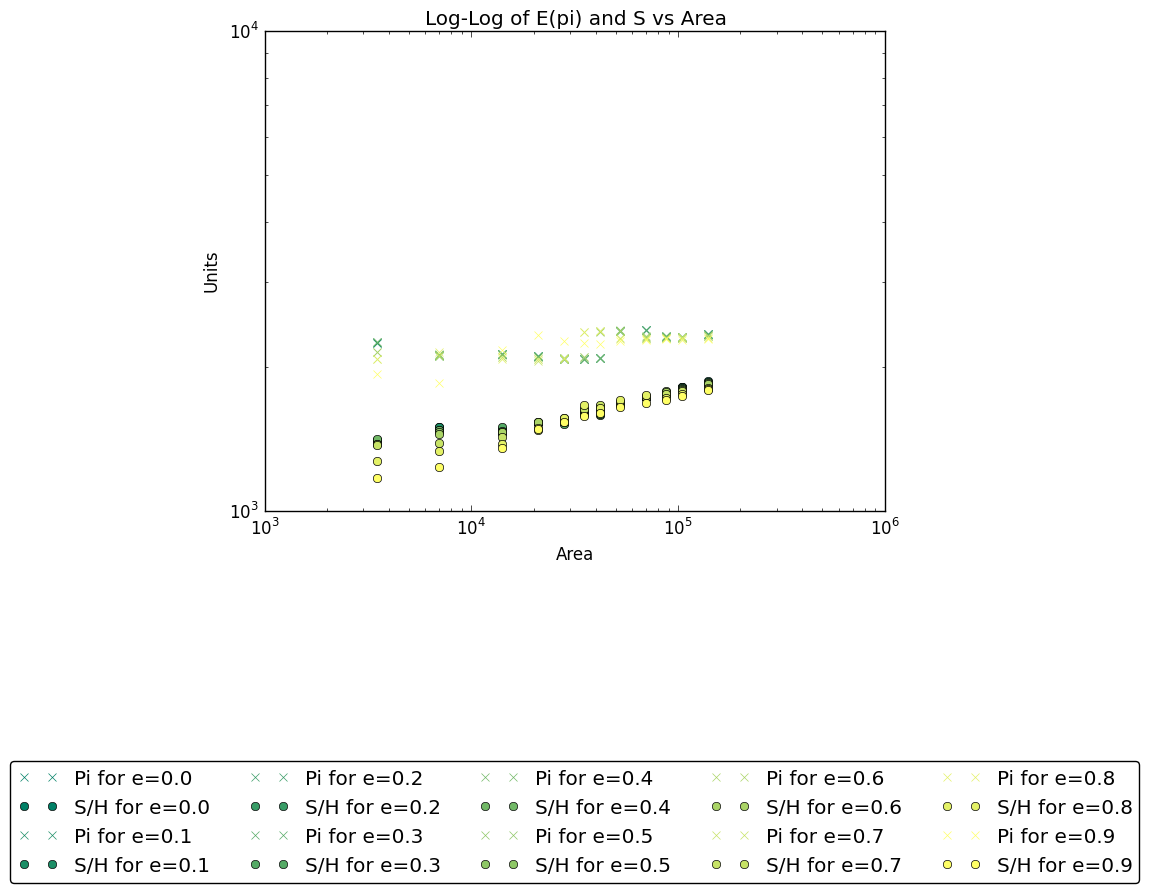 Log-Log of E(pi) and S vs Area
10^4
Units
10^3
10^3 10^4 10^5 10^6
Area
Pi for e=0.0 Pi for e=0.2 Pi for e=0.4 Pi for e=0.6 Pi for e=0.8
S/H for e=0.0 S/H for e=0.2 S/H for e=0.4 S/H for e=0.6 S/H for e=0.8
Pi for e=0.1 Pi for e=0.3 Pi for e=0.5 Pi for e=0.7 Pi for e=0.9
S/H for e=0.1 S/H for e=0.3 S/H for e=0.5 S/H for e=0.7 S/H for e=0.9